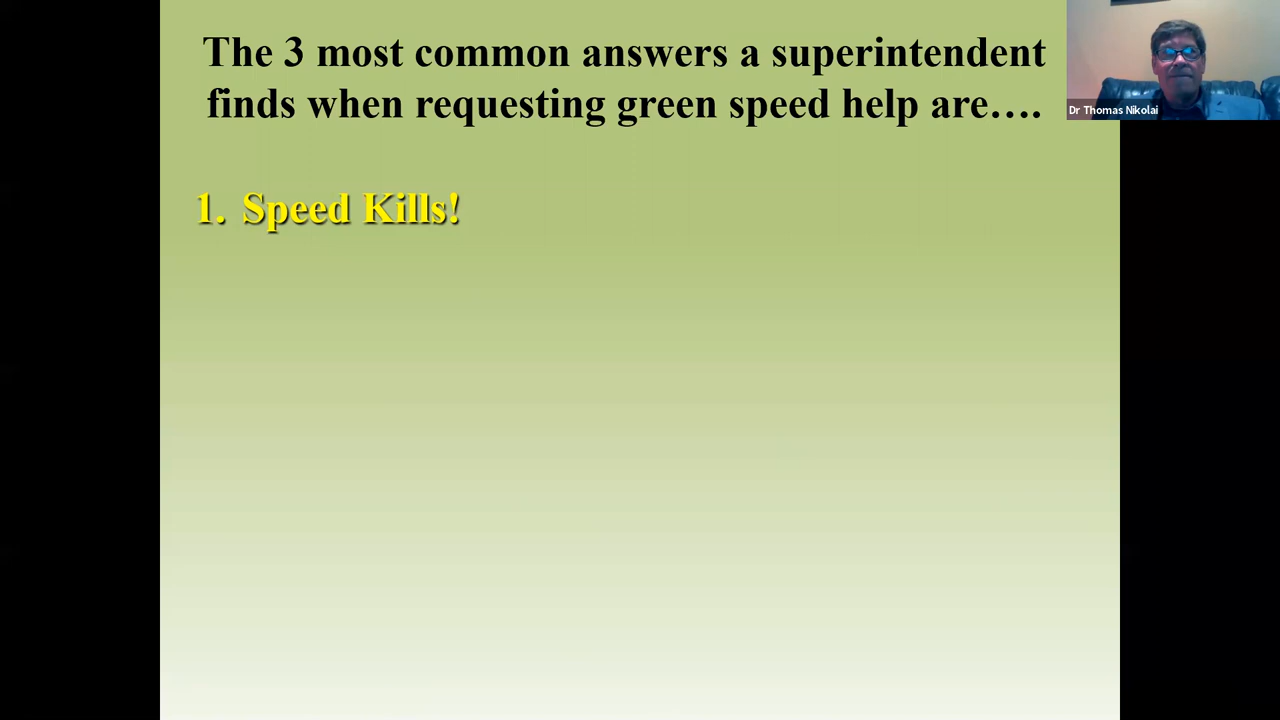 The 3 most common answers a superintendent
finds when requesting green speed help are….
1. Speed Kills!
Dr Thomas Nikolai